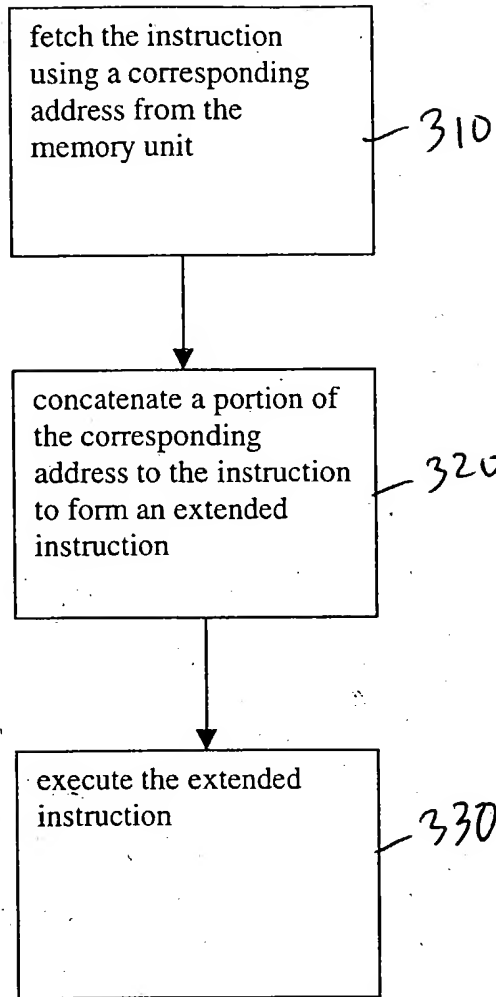 fetch the instruction
using a corresponding
address from the
memory unit
310
concatenate a portion of
the corresponding
address to the instruction
to form an extended
instruction
320
execute the extended
instruction
330